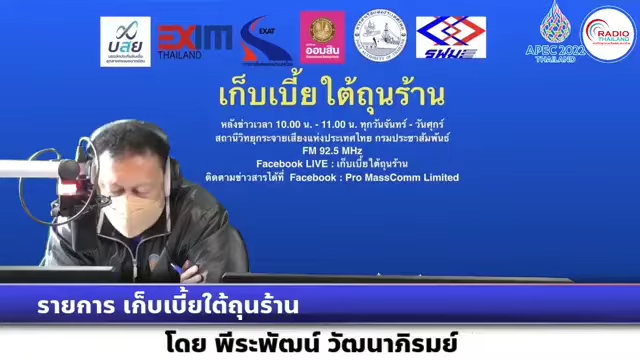 บสย
EXIM
THAILAND
EXAT
ออมสิน
รฟม
APEC 2022
THAILAND
RADIO
THAILAND
เก็บเบี้ยใต้ถุนร้าน
หลังข่าวเวลา 10.00 น. - 11.00 น. ทุกวันจันทร์ - วันศุกร์
สถานีวิทยุกระจายเสียงแห่งประเทศไทย กรมประชาสัมพันธ์
FM 92.5 MHz
Facebook LIVE : เก็บเบี้ยใต้ถุนร้าน
ติดตามข่าวสารได้ที่ Facebook : Pro MassComm Limited
รายการ เก็บเบี้ยใต้ถุนร้าน
โดย พีระพัฒน์ วัฒนาภิรมย์